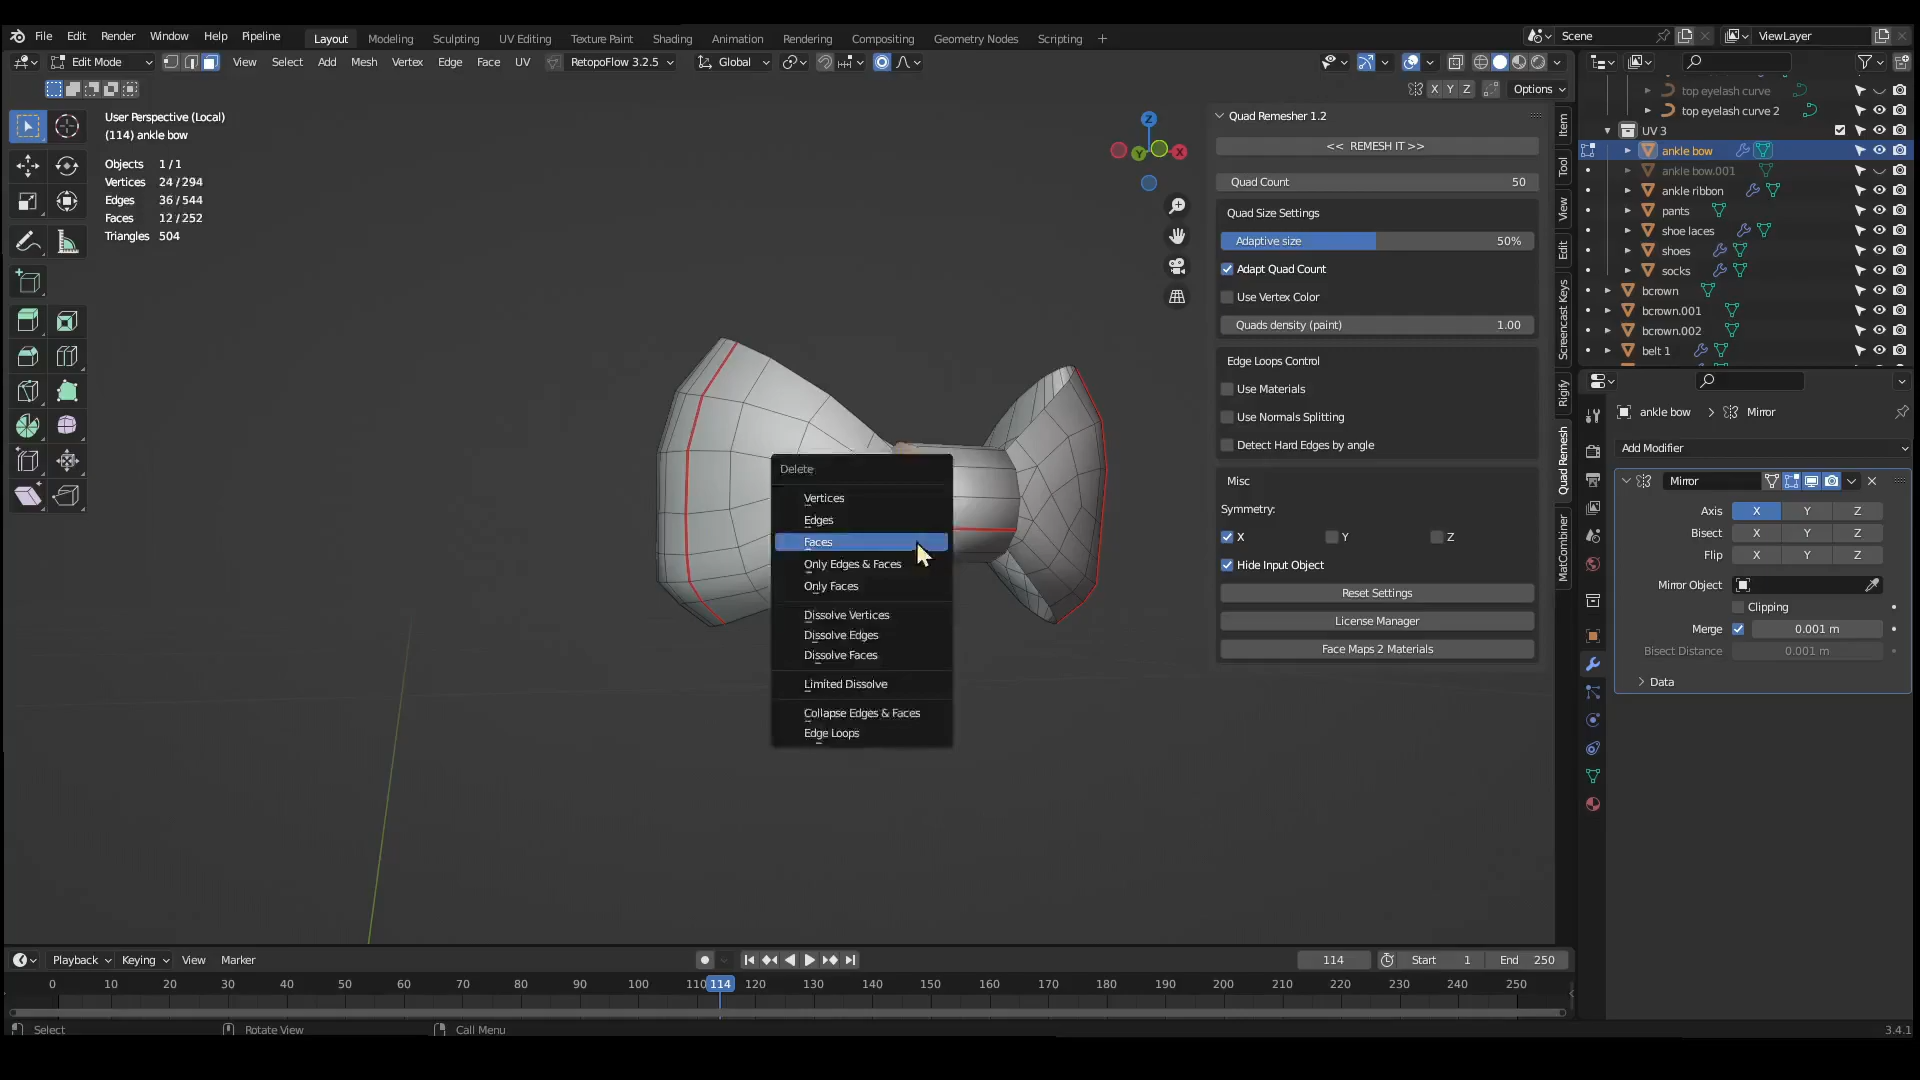 File Edit Render Window Help Pipeline Layout Modeling Sculpting UV Editing Texture Paint Shading Animation Rendering Compositing Geometry Nodes Scripting + Scene ViewLayer
Edit Mode View Select Add Mesh Vertex Edge Face UV RetopoFlow 3.2.5 Global
X Y Z Options
User Perspective (Local)
(114) ankle bow
Objects 1 / 1
Vertices 24 / 294
Edges 36 / 544
Faces 12 / 252
Triangles 504
Z
Y X
Delete
Vertices
Edges
Faces
Only Edges & Faces
Only Faces
Dissolve Vertices
Dissolve Edges
Dissolve Faces
Limited Dissolve
Collapse Edges & Faces
Edge Loops
Quad Remesher 1.2
<< REMESH IT >>
Quad Count 50
Quad Size Settings
Adaptive size 50%
Adapt Quad Count
Use Vertex Color
Quads density (paint) 1.00
Edge Loops Control
Use Materials
Use Normals Splitting
Detect Hard Edges by angle
Misc
Symmetry:
X Y Z
Hide Input Object
Reset Settings
License Manager
Face Maps 2 Materials
Item
Tool
View
Edit
Screencast Keys
Rigify
Quad Remesh
MatCombiner
top eyelash curve
top eyelash curve 2
UV 3
ankle bow
ankle bow.001
ankle ribbon
pants
shoe laces
shoes
socks
bcrown
bcrown.001
bcrown.002
belt 1
ankle bow > Mirror
Add Modifier
Mirror
Axis X Y Z
Bisect X Y Z
Flip X Y Z
Mirror Object
Clipping
Merge 0.001 m
Bisect Distance 0.001 m
Data
Playback Keying View Marker 114 Start 1 End 250
0 10 20 30 40 50 60 70 80 90 100 110 114 120 130 140 150 160 170 180 190 200 210 220 230 240 250
Select Rotate View Call Menu 3.4.1